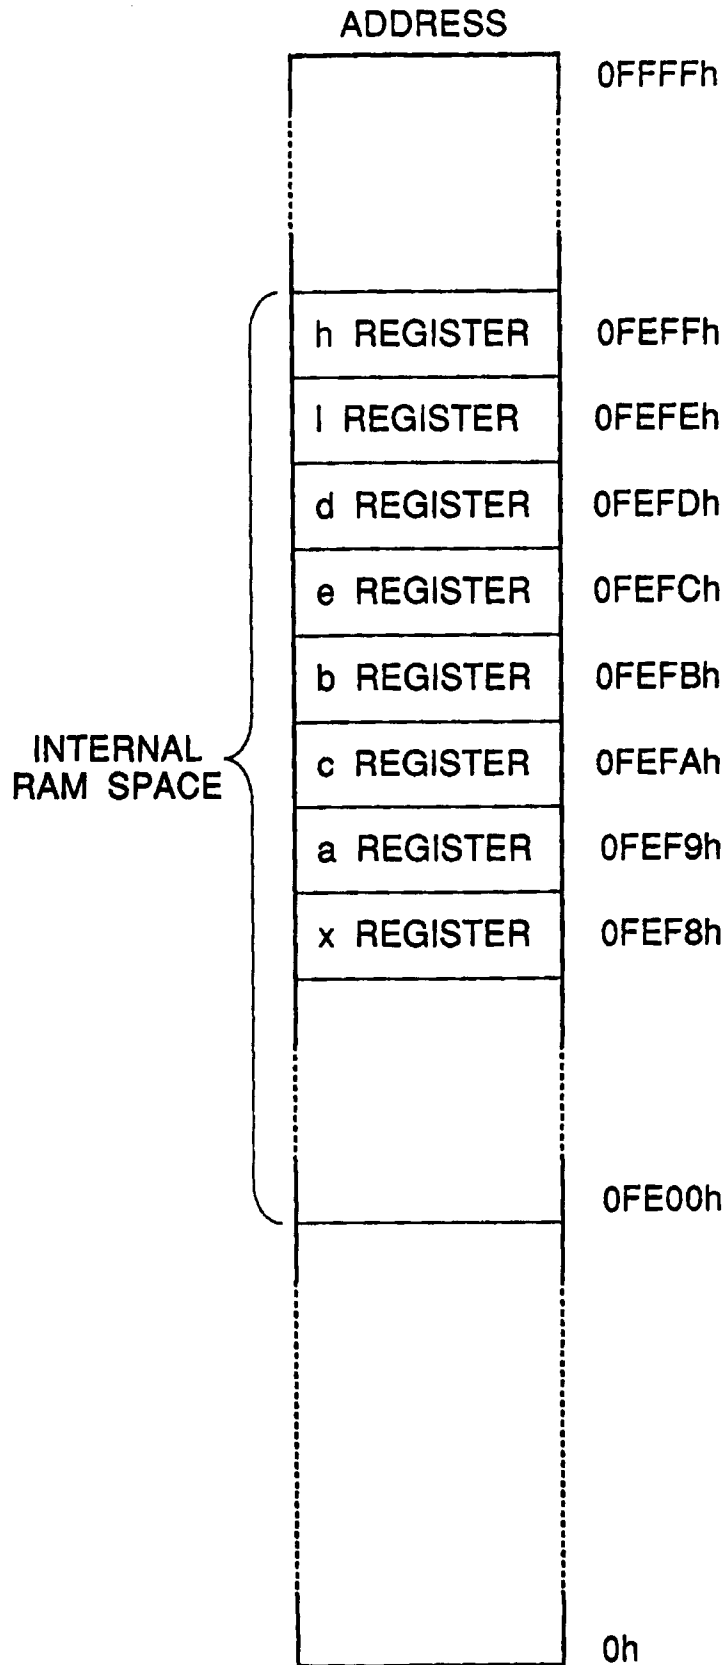 ADDRESS
0FFFFh
h REGISTER 0FEFFh
l REGISTER 0FEFEh
d REGISTER 0FEFDh
e REGISTER 0FEFCh
b REGISTER 0FEFBh
INTERNAL
RAM SPACE
c REGISTER 0FEFAh
a REGISTER 0FEF9h
x REGISTER 0FEF8h
0FE00h
0h